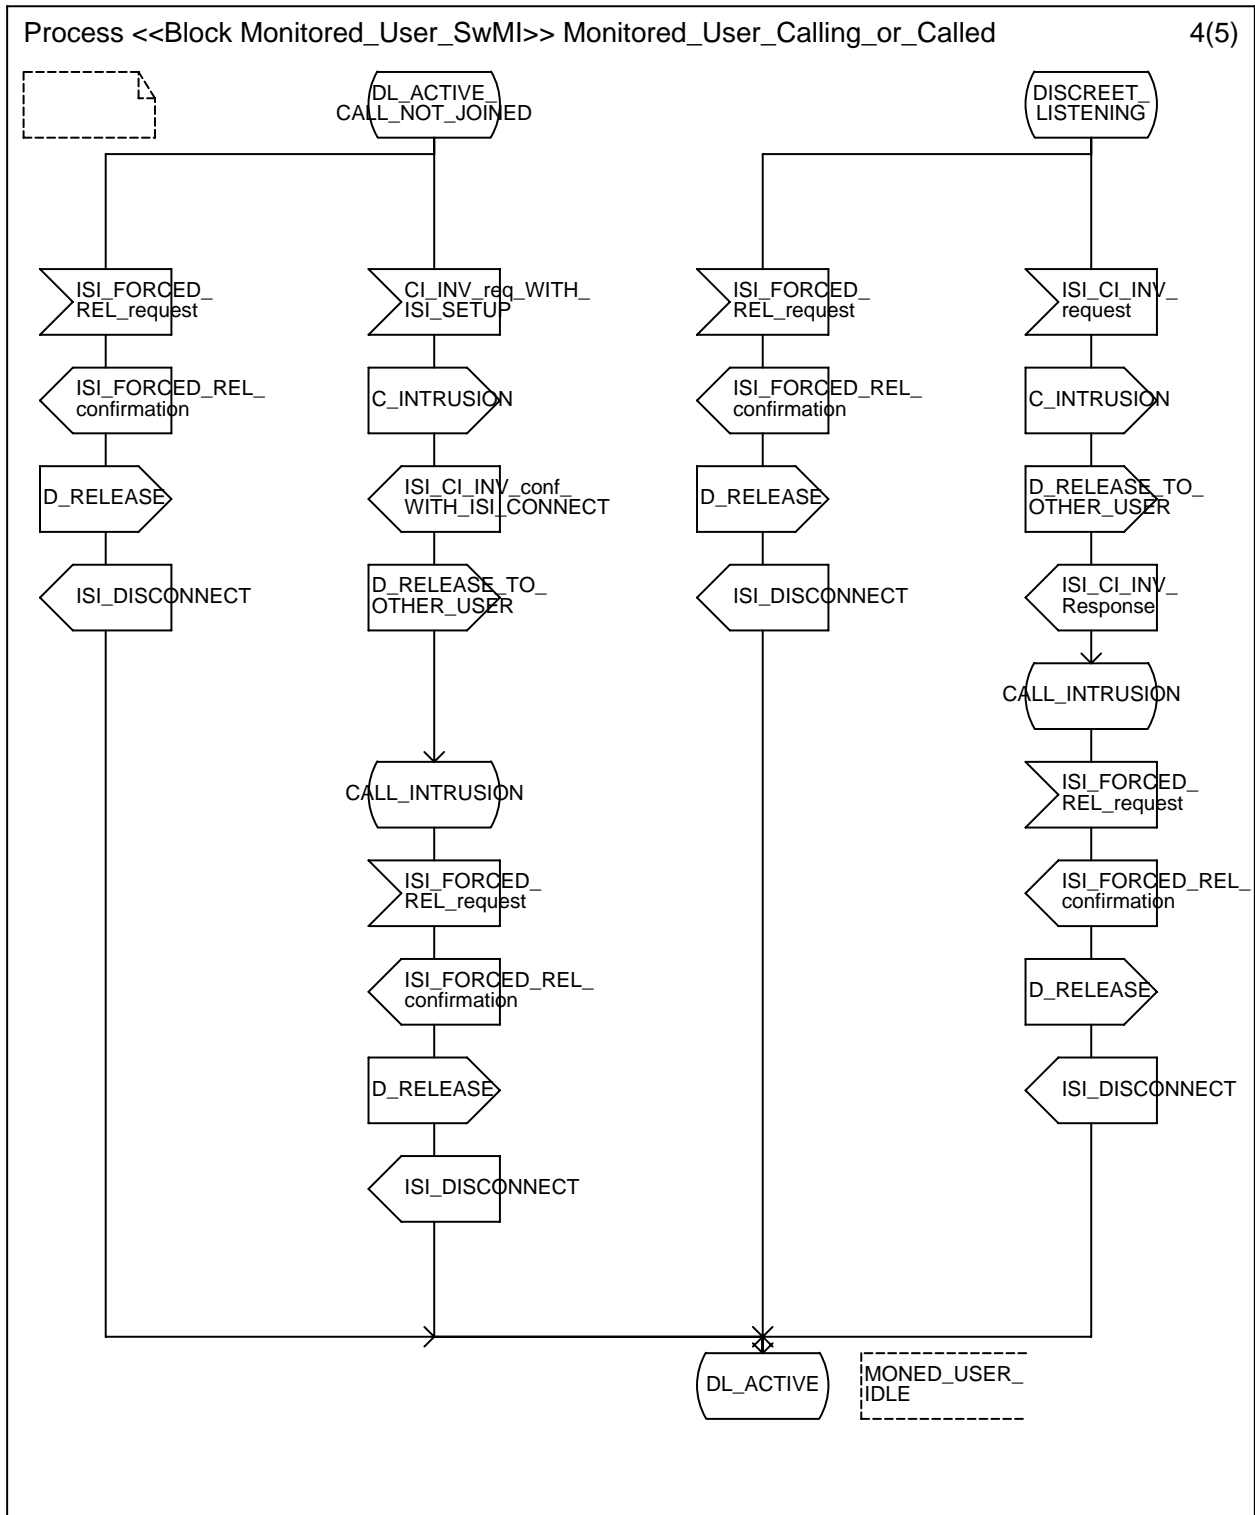 Process <<Block Monitored_User_SwMI>> Monitored_User_Calling_or_Called
4(5)
DL_ACTIVE_
CALL_NOT_JOINED
DISCREET_
LISTENING
ISI_FORCED_
REL_request
CI_INV_req_WITH_
ISI_SETUP
ISI_FORCED_
REL_request
ISI_CI_INV_
request
ISI_FORCED_REL_
confirmation
C_INTRUSION
ISI_FORCED_REL_
confirmation
C_INTRUSION
D_RELEASE
ISI_CI_INV_conf_
WITH_ISI_CONNECT
D_RELEASE
D_RELEASE_TO_
OTHER_USER
ISI_DISCONNECT
D_RELEASE_TO_
OTHER_USER
ISI_DISCONNECT
ISI_CI_INV_
Response
CALL_INTRUSION
CALL_INTRUSION
ISI_FORCED_
REL_request
ISI_FORCED_
REL_request
ISI_FORCED_REL_
confirmation
ISI_FORCED_REL_
confirmation
D_RELEASE
D_RELEASE
ISI_DISCONNECT
ISI_DISCONNECT
DL_ACTIVE
MONED_USER_
IDLE